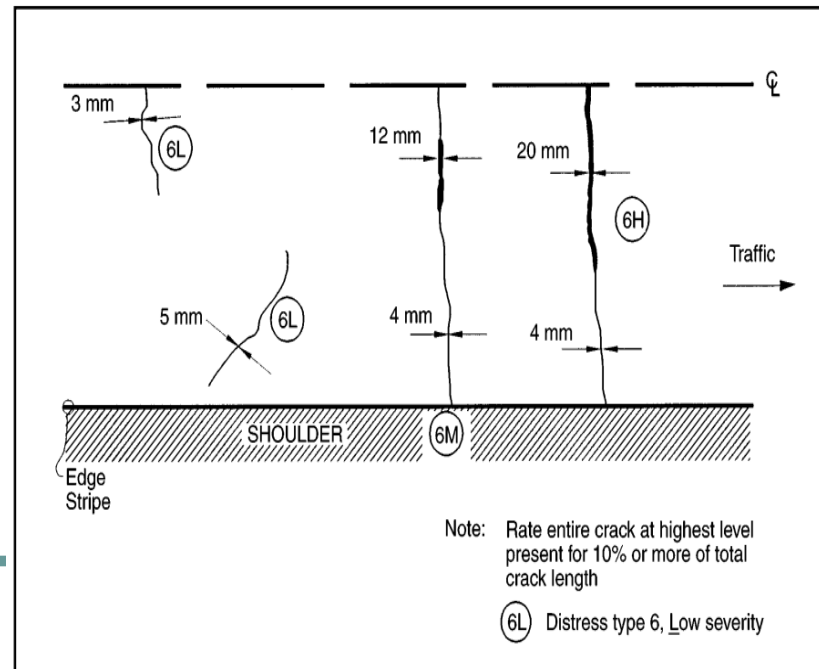 ℄
3 mm
6L
12 mm
20 mm
6H
Traffic
5 mm
6L
4 mm
4 mm
SHOULDER
6M
Edge
Stripe
Note: Rate entire crack at highest level
present for 10% or more of total
crack length
6L Distress type 6, Low severity